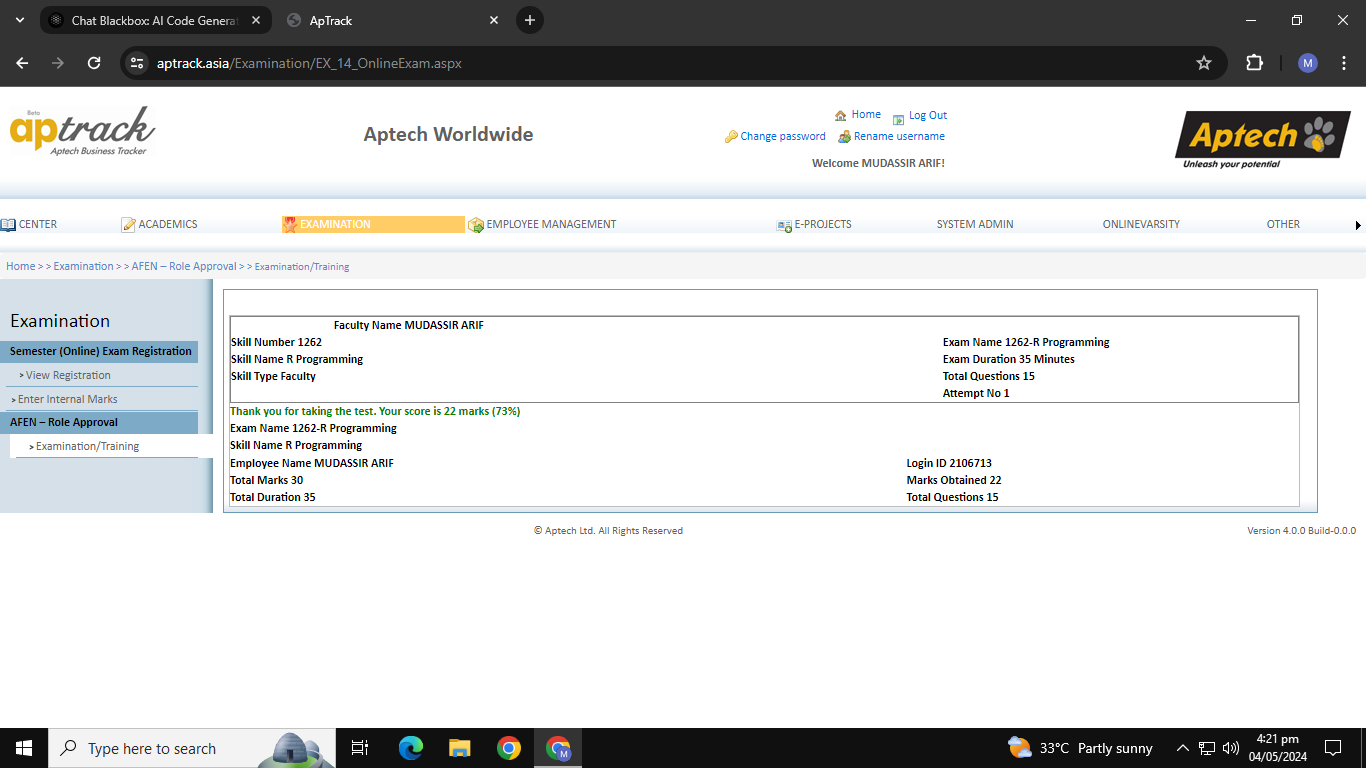 Chat Blackbox: AI Code Genera
ApTrack
aptrack.asia/Examination/EX_14_OnlineExam.aspx
M
Beta
aptrack
Aptech Business Tracker
Aptech Worldwide
Home Log Out
Change password Rename username
Welcome MUDASSIR ARIF!
Aptech
Unleash your potential
CENTER ACADEMICS EXAMINATION EMPLOYEE MANAGEMENT E-PROJECTS SYSTEM ADMIN ONLINEVARSITY OTHER
Home > > Examination > > AFEN – Role Approval > > Examination/Training
Examination
Semester (Online) Exam Registration
> View Registration
> Enter Internal Marks
AFEN – Role Approval
> Examination/Training
Faculty Name MUDASSIR ARIF
Skill Number 1262 Exam Name 1262-R Programming
Skill Name R Programming Exam Duration 35 Minutes
Skill Type Faculty Total Questions 15
Attempt No 1
Thank you for taking the test. Your score is 22 marks (73%)
Exam Name 1262-R Programming
Skill Name R Programming
Employee Name MUDASSIR ARIF Login ID 2106713
Total Marks 30 Marks Obtained 22
Total Duration 35 Total Questions 15
© Aptech Ltd. All Rights Reserved Version 4.0.0 Build-0.0.0
Type here to search
M
33°C Partly sunny
4:21 pm
04/05/2024